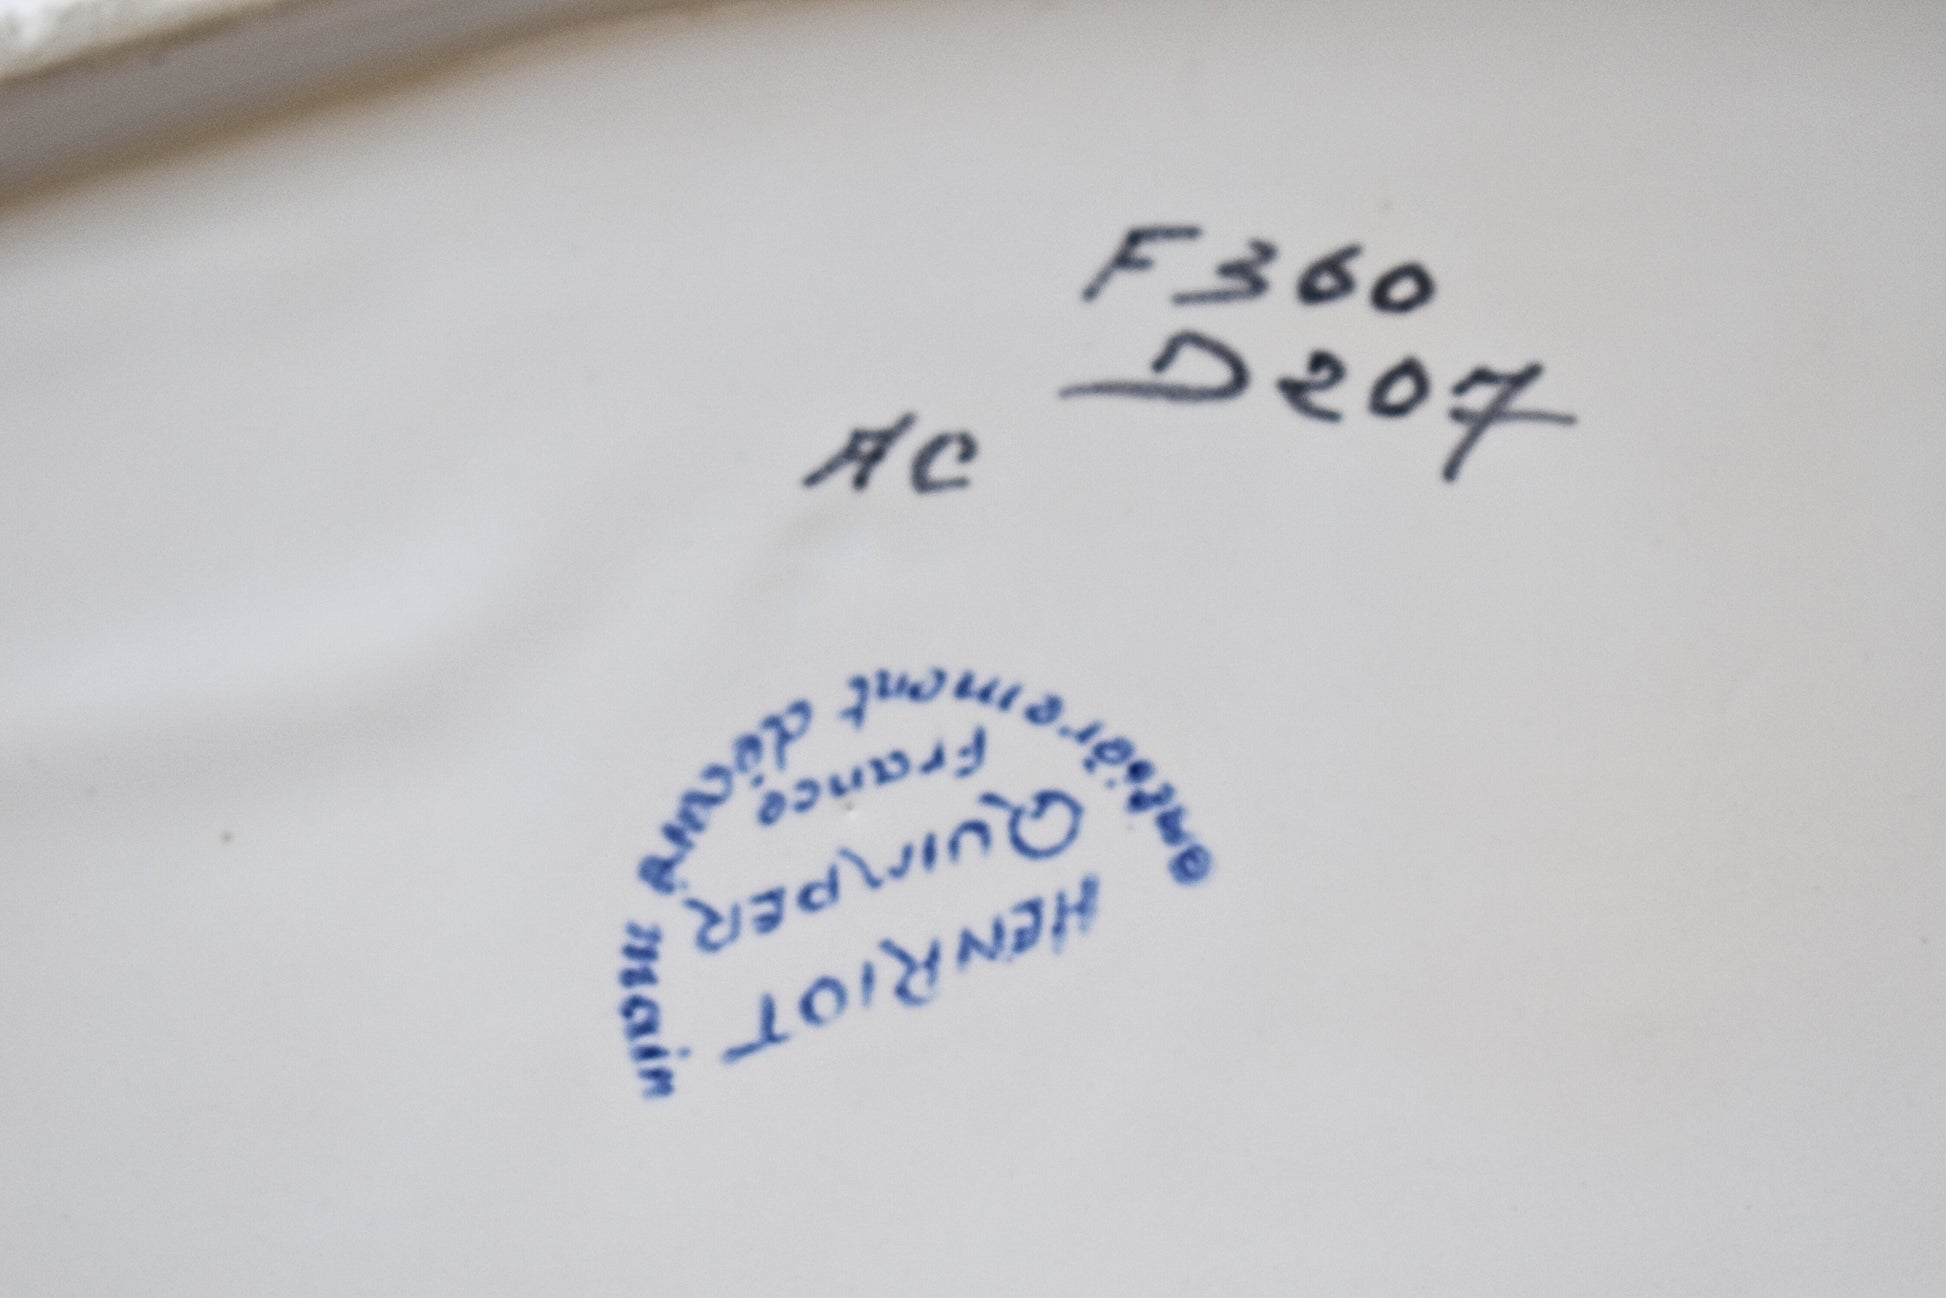 F360
D207
AC
HENRIOT
QUIMPER
France
entièrement décoré main